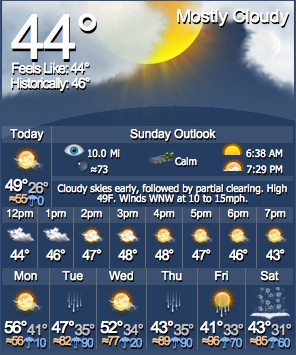 44°
Mostly Cloudy
Feels Like: 44°
Historically: 46°
Today
Sunday Outlook
10.0 Mi
Calm
6:38 AM
≈73
7:29 PM
49° 26°
≈55 0
Cloudy skies early, followed by partial clearing. High
49F. Winds WNW at 10 to 15mph.
12pm 1pm 2pm 3pm 4pm 5pm 6pm 7pm
44° 46° 47° 48° 48° 47° 46° 43°
Mon Tue Wed Thu Fri Sat
56° 41° 47° 35° 52° 34° 43° 35° 41° 33° 43° 31°
≈56 10 ≈82 90 ≈77 20 ≈89 90 ≈96 70 ≈85 60